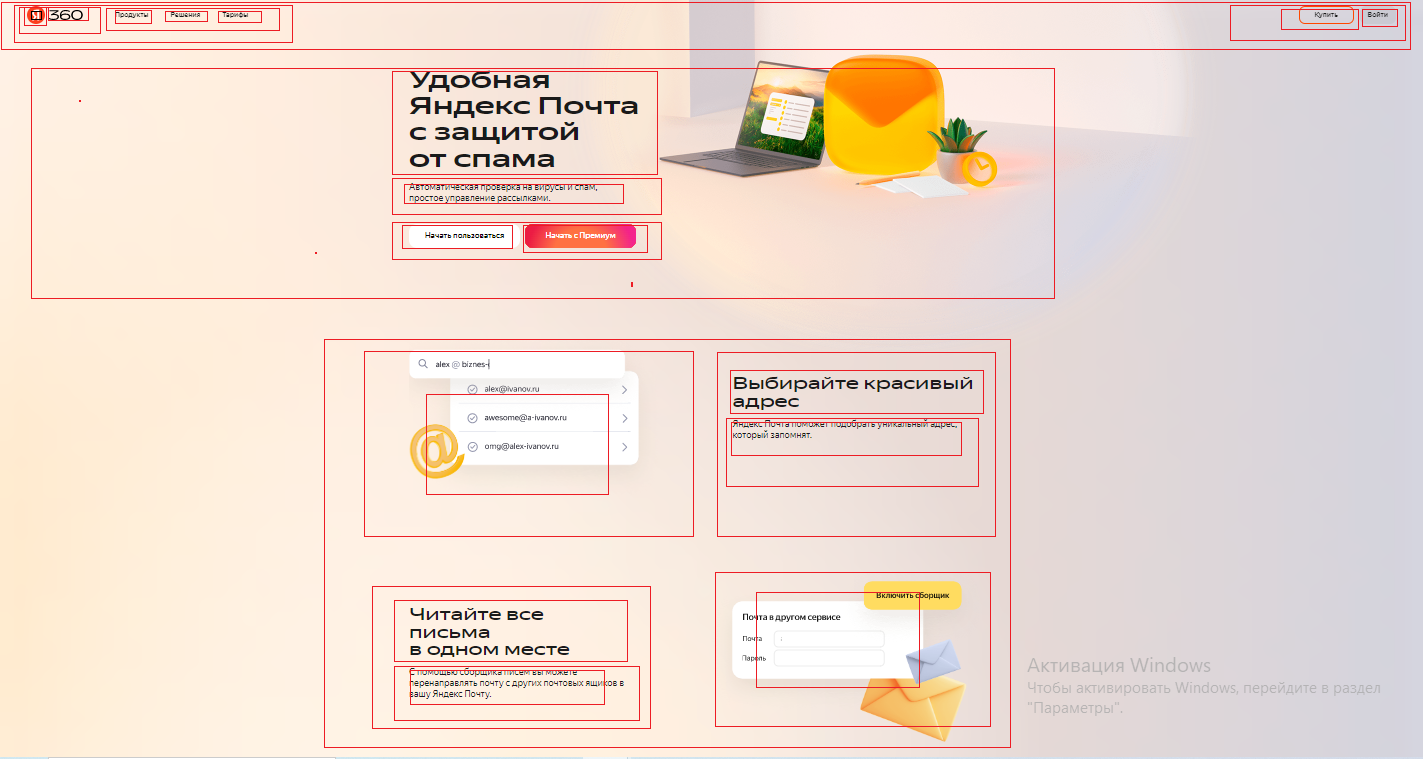 Я 360
Продукты
Решения
Тарифы
Купить
Войти
Удобная
Яндекс Почта
с защитой
от спама
Автоматическая проверка на вирусы и спам,
простое управление рассылками.
Начать пользоваться
Начать с Премиум
alex @ biznes-
alex@ivanov.ru
awesome@a-ivanov.ru
omg@alex-ivanov.ru
@
Выбирайте красивый
адрес
Яндекс Почта поможет подобрать уникальный адрес,
который запомнят.
Читайте все
письма
в одном месте
С помощью сборщика писем вы можете
перенаправлять почту с других почтовых ящиков в
вашу Яндекс Почту.
Включить сборщик
Почта в другом сервисе
Почта
Пароль
Активация Windows
Чтобы активировать Windows, перейдите в раздел
"Параметры".